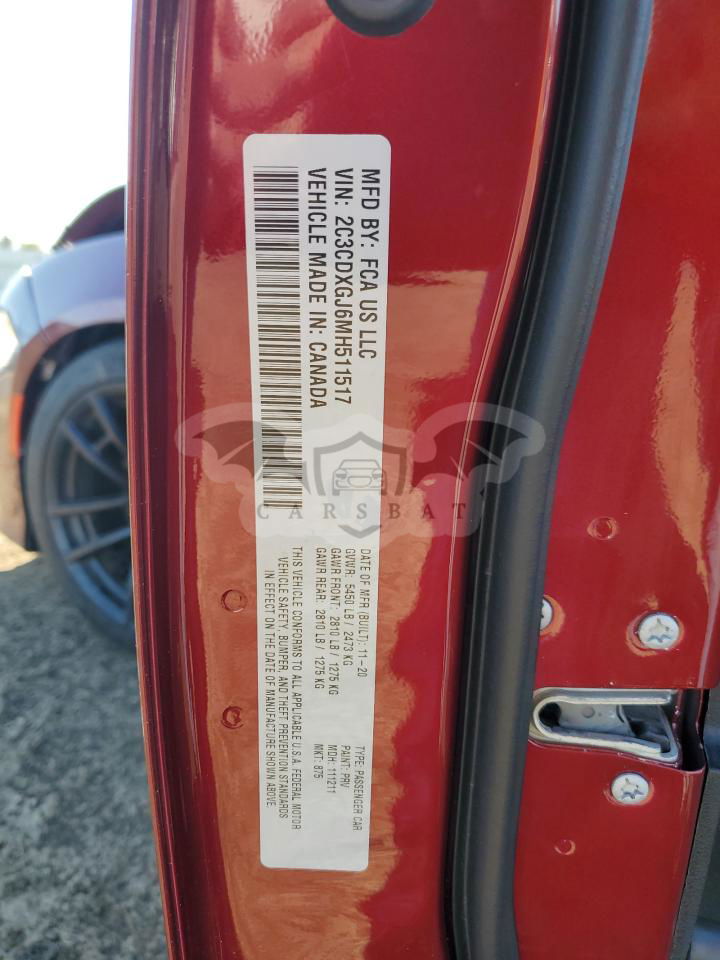 MFD BY: FCA US LLC
VIN: 2C3CDXGJ6MH511517
VEHICLE MADE IN: CANADA
DATE OF MFR (BUILT): 11-20
GVWR: 5450 LB / 2473 KG
GAWR FRONT: 2810 LB / 1275 KG
GAWR REAR: 2810 LB / 1275 KG
TYPE: PASSENGER CAR
PAINT: PRV
MDH: 111211
MKT: 875
THIS VEHICLE CONFORMS TO ALL APPLICABLE U.S.A. FEDERAL MOTOR
VEHICLE SAFETY, BUMPER, AND THEFT PREVENTION STANDARDS
IN EFFECT ON THE DATE OF MANUFACTURE SHOWN ABOVE.
CARSBAT